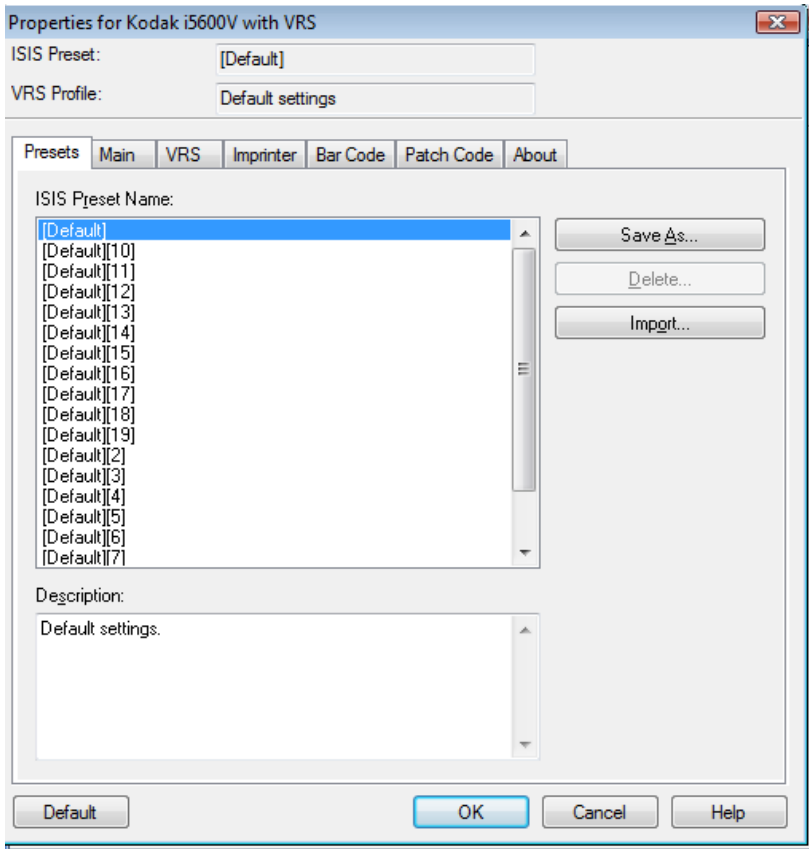 Properties for Kodak i5600V with VRS
ISIS Preset:
[Default]
VRS Profile:
Default settings
Presets Main VRS Imprinter Bar Code Patch Code About
ISIS Preset Name:
[Default]
[Default][10]
[Default][11]
[Default][12]
[Default][13]
[Default][14]
[Default][15]
[Default][16]
[Default][17]
[Default][18]
[Default][19]
[Default][2]
[Default][3]
[Default][4]
[Default][5]
[Default][6]
[Default][7]
Save As...
Delete...
Import...
Description:
Default settings.
Default OK Cancel Help